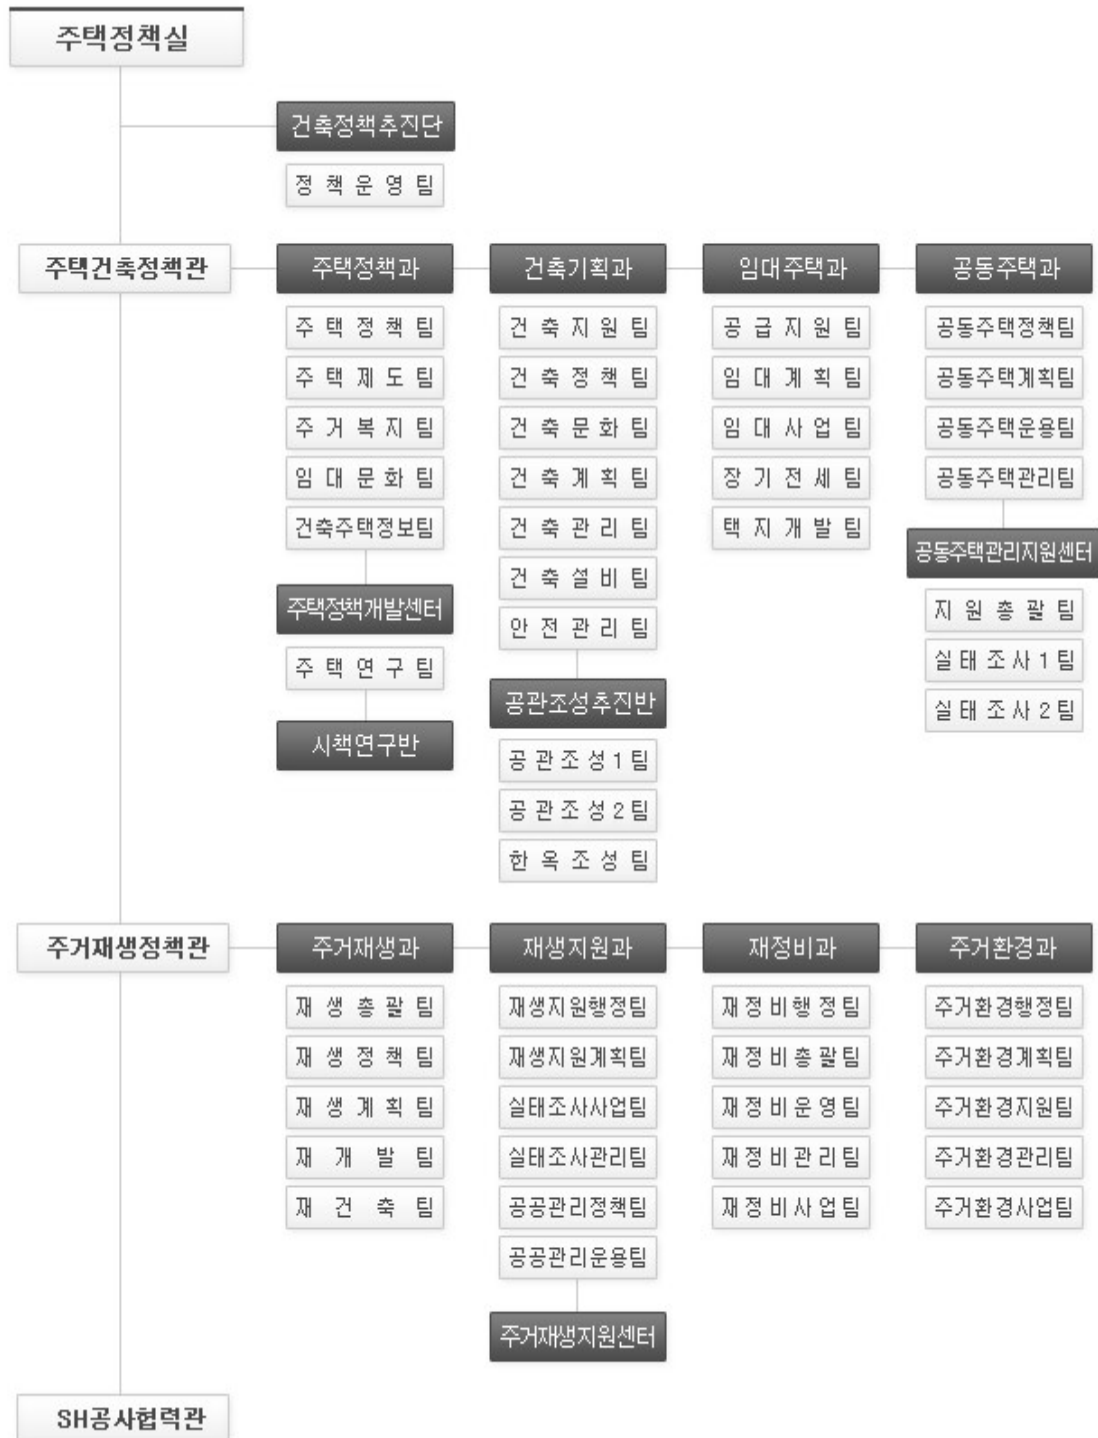 주택정책실
건축정책추진단
정책운영팀
주택건축정책관
주택정책과
주택정책팀
주택제도팀
주거복지팀
임대문화팀
건축주택정보팀
주택정책개발센터
주택연구팀
시책연구반
건축기획과
건축지원팀
건축정책팀
건축문화팀
건축계획팀
건축관리팀
건축설비팀
안전관리팀
공관조성추진반
공관조성1팀
공관조성2팀
한옥조성팀
임대주택과
공급지원팀
임대계획팀
임대사업팀
장기전세팀
택지개발팀
공동주택과
공동주택정책팀
공동주택계획팀
공동주택운용팀
공동주택관리팀
공동주택관리지원센터
지원총괄팀
실태조사1팀
실태조사2팀
주거재생정책관
주거재생과
재생총괄팀
재생정책팀
재생계획팀
재개발팀
재건축팀
재생지원과
재생지원행정팀
재생지원계획팀
실태조사사업팀
실태조사관리팀
공공관리정책팀
공공관리운용팀
주거재생지원센터
재정비과
재정비행정팀
재정비총괄팀
재정비운영팀
재정비관리팀
재정비사업팀
주거환경과
주거환경행정팀
주거환경계획팀
주거환경지원팀
주거환경관리팀
주거환경사업팀
SH공사협력관